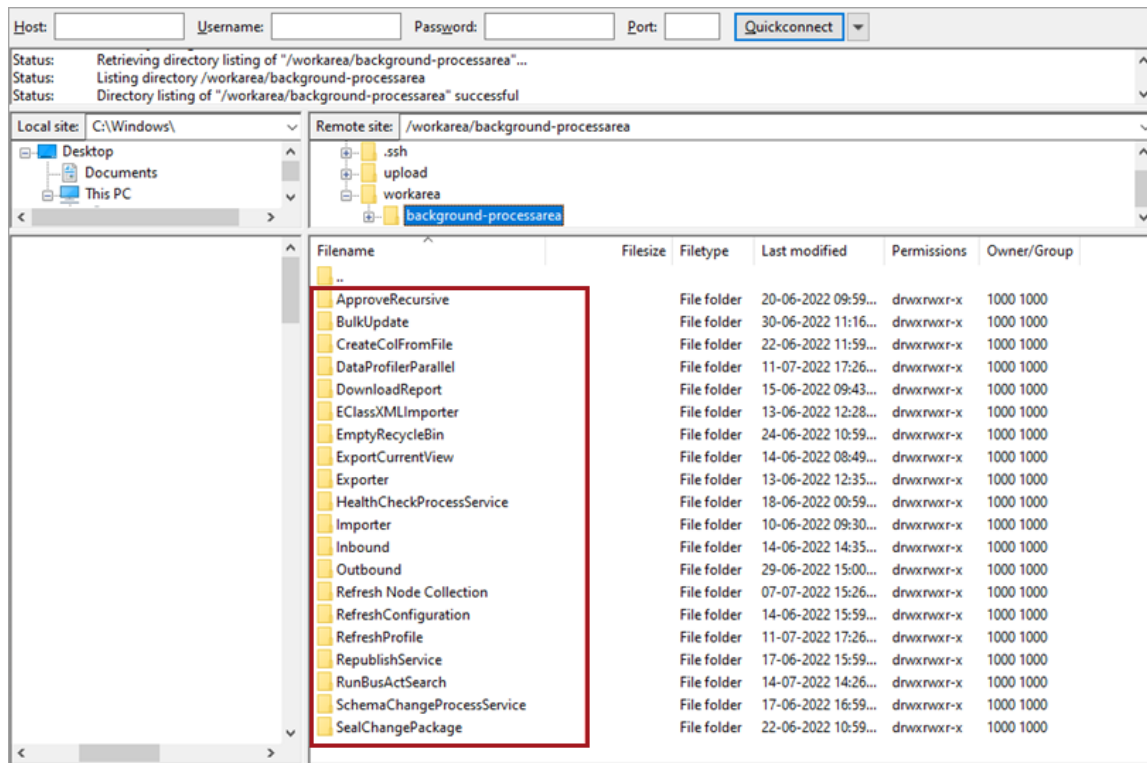 Host: Username: Password: Port: Quickconnect
Status: Retrieving directory listing of "/workarea/background-processarea"...
Status: Listing directory /workarea/background-processarea
Status: Directory listing of "/workarea/background-processarea" successful
Local site: C:\Windows\ Remote site: /workarea/background-processarea
Desktop
Documents
This PC
.ssh
upload
workarea
background-processarea
Filename Filesize Filetype Last modified Permissions Owner/Group
..
ApproveRecursive File folder 20-06-2022 09:59... drwxrwxr-x 1000 1000
BulkUpdate File folder 30-06-2022 11:16... drwxrwxr-x 1000 1000
CreateColFromFile File folder 22-06-2022 11:59... drwxrwxr-x 1000 1000
DataProfilerParallel File folder 11-07-2022 17:26... drwxrwxr-x 1000 1000
DownloadReport File folder 15-06-2022 09:43... drwxrwxr-x 1000 1000
EClassXMLImporter File folder 13-06-2022 12:28... drwxrwxr-x 1000 1000
EmptyRecycleBin File folder 24-06-2022 10:59... drwxrwxr-x 1000 1000
ExportCurrentView File folder 14-06-2022 08:49... drwxrwxr-x 1000 1000
Exporter File folder 13-06-2022 12:35... drwxrwxr-x 1000 1000
HealthCheckProcessService File folder 18-06-2022 00:59... drwxrwxr-x 1000 1000
Importer File folder 10-06-2022 09:30... drwxrwxr-x 1000 1000
Inbound File folder 14-06-2022 14:35... drwxrwxr-x 1000 1000
Outbound File folder 29-06-2022 15:00... drwxrwxr-x 1000 1000
Refresh Node Collection File folder 07-07-2022 15:26... drwxrwxr-x 1000 1000
RefreshConfiguration File folder 14-06-2022 15:59... drwxrwxr-x 1000 1000
RefreshProfile File folder 11-07-2022 17:26... drwxrwxr-x 1000 1000
RepublishService File folder 17-06-2022 15:59... drwxrwxr-x 1000 1000
RunBusActSearch File folder 14-07-2022 14:26... drwxrwxr-x 1000 1000
SchemaChangeProcessService File folder 17-06-2022 16:59... drwxrwxr-x 1000 1000
SealChangePackage File folder 22-06-2022 10:59... drwxrwxr-x 1000 1000